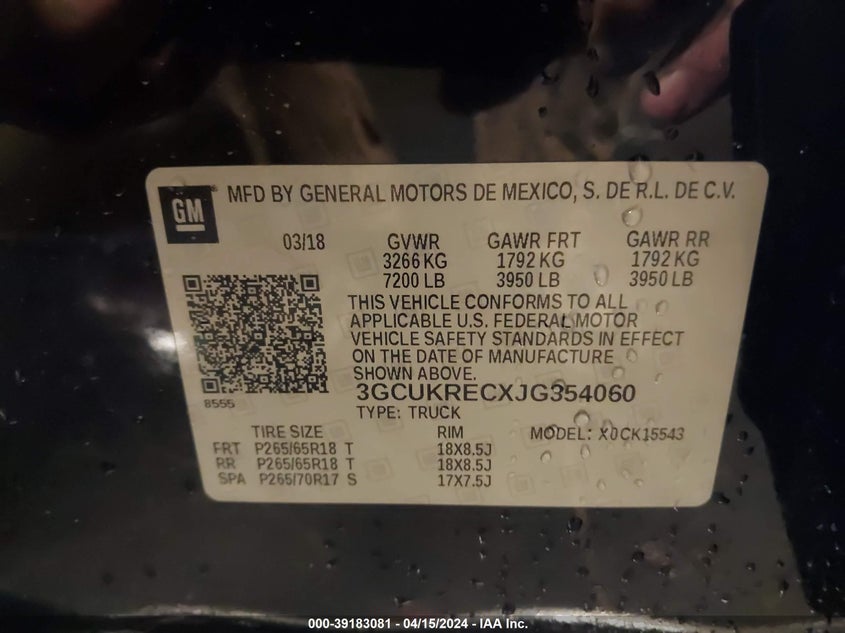 GM
MFD BY GENERAL MOTORS DE MEXICO, S. DE R.L. DE C.V.
03/18 GVWR GAWR FRT GAWR RR
3266 KG 1792 KG 1792 KG
7200 LB 3950 LB 3950 LB
THIS VEHICLE CONFORMS TO ALL
APPLICABLE U.S. FEDERAL MOTOR
VEHICLE SAFETY STANDARDS IN EFFECT
ON THE DATE OF MANUFACTURE
SHOWN ABOVE.
3GCUKRECXJG354060
8555
TYPE: TRUCK
TIRE SIZE RIM MODEL: X0CK15543
FRT P265/65R18 T 18X8.5J
RR P265/65R18 T 18X8.5J
SPA P265/70R17 S 17X7.5J
000-39183081 - 04/15/2024 - IAA Inc.